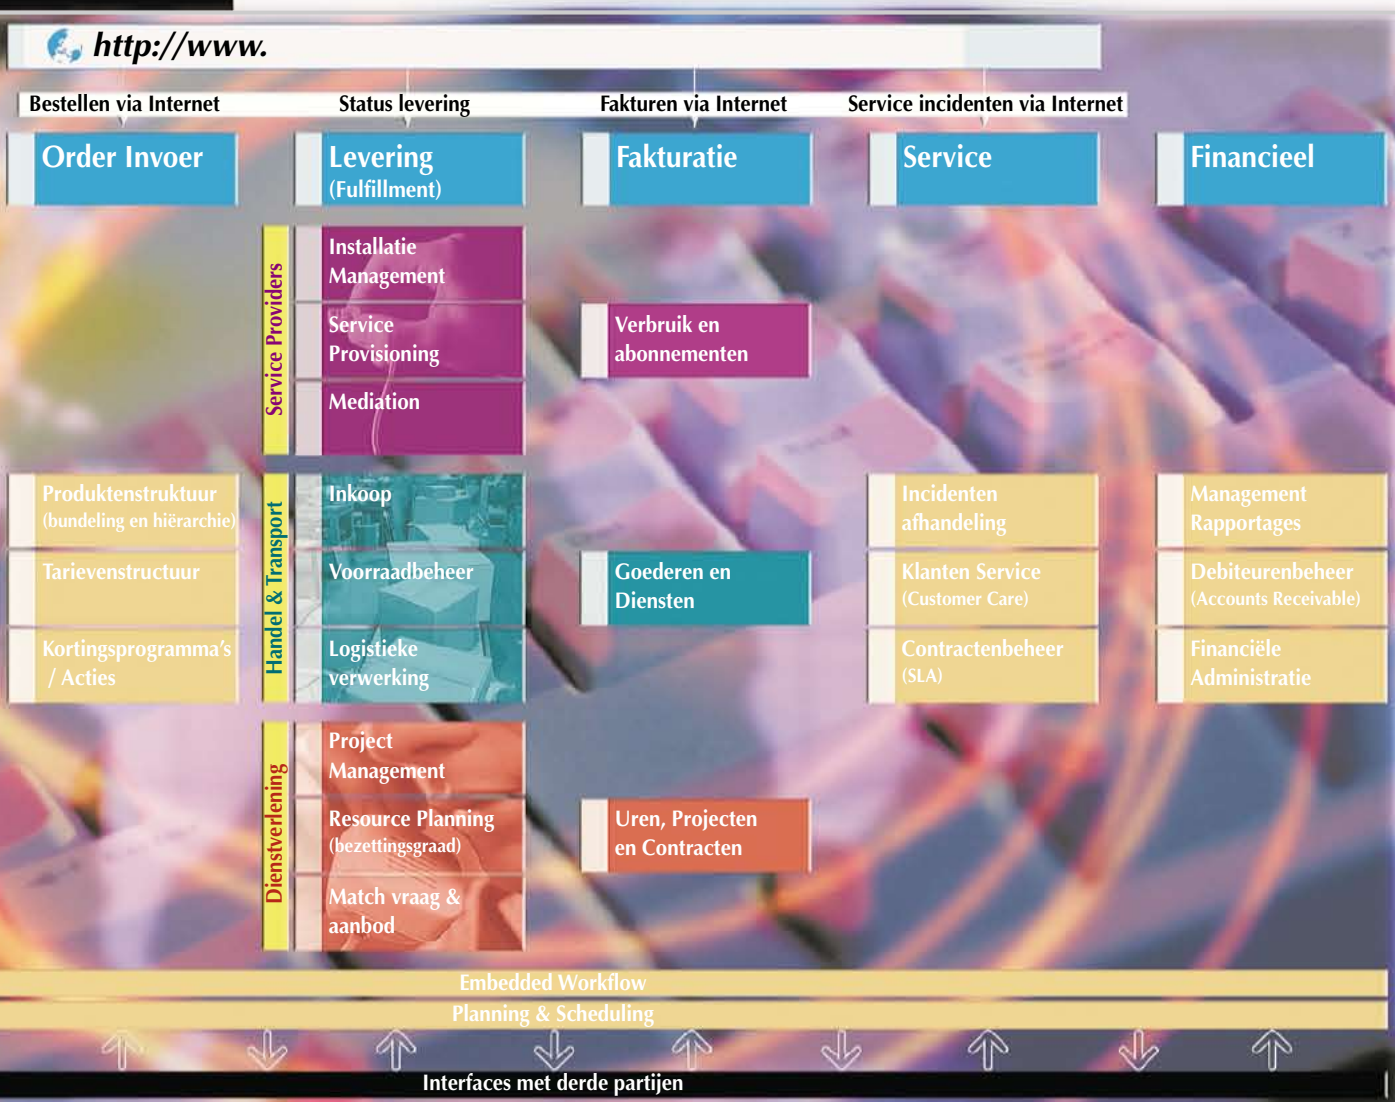 http://www.
Bestellen via Internet
Status levering
Fakturen via Internet
Service incidenten via Internet
Order Invoer
Levering
(Fulfillment)
Fakturatie
Service
Financieel
Service Providers
Installatie
Management
Service
Provisioning
Mediation
Verbruik en
abonnementen
Produktenstruktuur
(bundeling en hiërarchie)
Tarievenstructuur
Kortingsprogramma's
/ Acties
Handel & Transport
Inkoop
Voorraadbeheer
Logistieke
verwerking
Goederen en
Diensten
Incidenten
afhandeling
Klanten Service
(Customer Care)
Contractenbeheer
(SLA)
Management
Rapportages
Debiteurenbeheer
(Accounts Receivable)
Financiële
Administratie
Dienstverlening
Project
Management
Resource Planning
(bezettingsgraad)
Match vraag &
aanbod
Uren, Projecten
en Contracten
Embedded Workflow
Planning & Scheduling
Interfaces met derde partijen